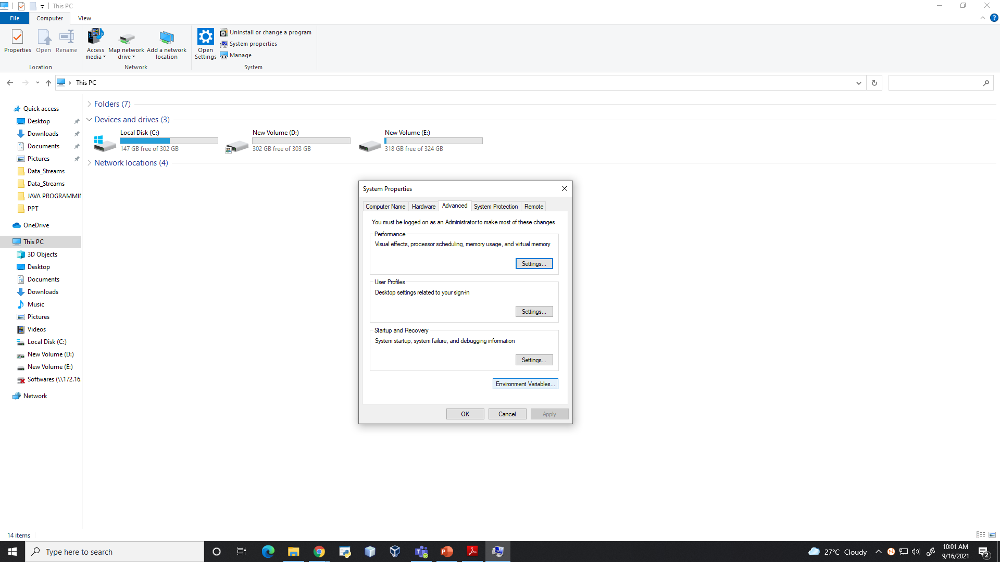 This PC
File
Computer
View
Properties
Open
Rename
Access media
Map network drive
Add a network location
Open Settings
Uninstall or change a program
System properties
Manage
Location
Network
System
This PC
Quick access
Desktop
Downloads
Documents
Pictures
Data_Streams
Data_Streams
JAVA PROGRAMMIN
PPT
OneDrive
This PC
3D Objects
Desktop
Documents
Downloads
Music
Pictures
Videos
Local Disk (C:)
New Volume (D:)
New Volume (E:)
Softwares (\\172.16.
Network
Folders (7)
Devices and drives (3)
Local Disk (C:)
147 GB free of 302 GB
New Volume (D:)
302 GB free of 303 GB
New Volume (E:)
318 GB free of 324 GB
Network locations (4)
System Properties
Computer Name
Hardware
Advanced
System Protection
Remote
You must be logged on as an Administrator to make most of these changes.
Performance
Visual effects, processor scheduling, memory usage, and virtual memory
Settings...
User Profiles
Desktop settings related to your sign-in
Settings...
Startup and Recovery
System startup, system failure, and debugging information
Settings...
Environment Variables...
OK
Cancel
Apply
14 items
Type here to search
27°C Cloudy
10:01 AM
9/16/2021
2